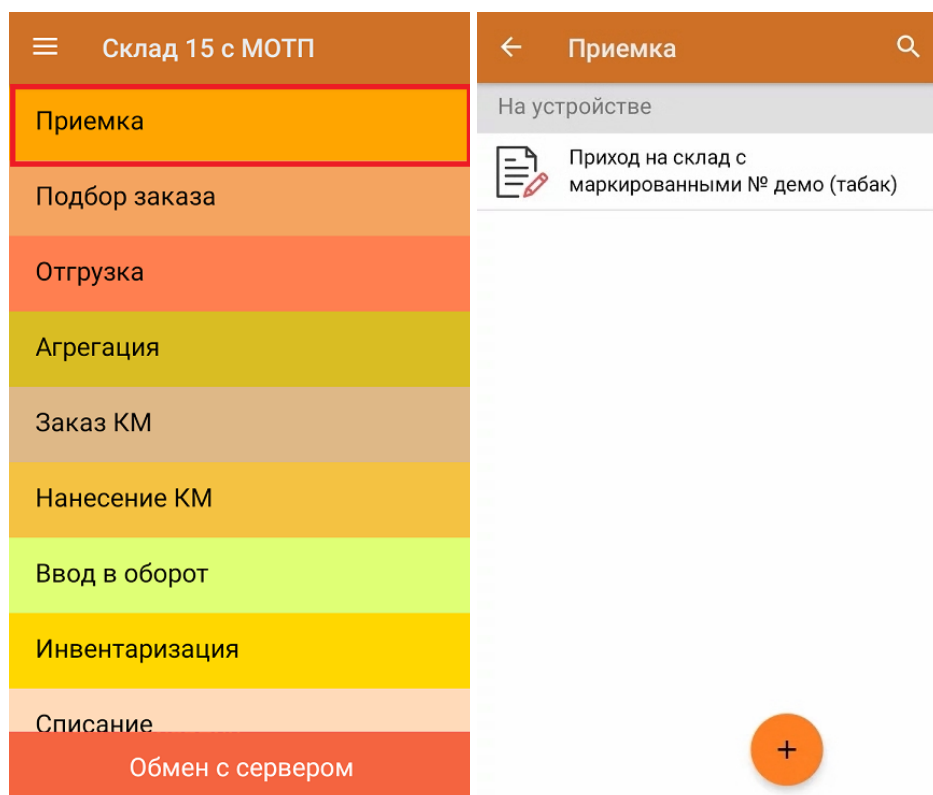 Склад 15 с МОТП
Приемка
Подбор заказа
Отгрузка
Агрегация
Заказ КМ
Нанесение КМ
Ввод в оборот
Инвентаризация
Списание
Обмен с сервером
Приемка
На устройстве
Приход на склад с
маркированными № демо (табак)
+